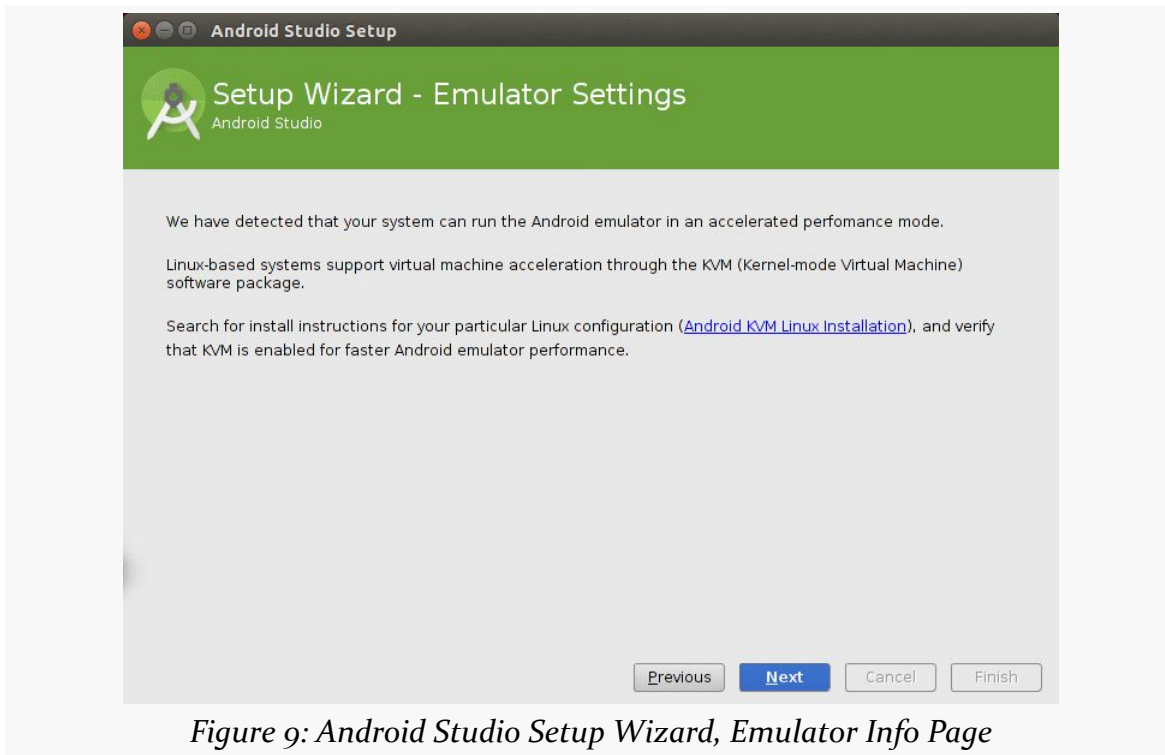 Android Studio Setup
Setup Wizard - Emulator Settings
Android Studio
We have detected that your system can run the Android emulator in an accelerated perfomance mode.
Linux-based systems support virtual machine acceleration through the KVM (Kernel-mode Virtual Machine)
software package.
Search for install instructions for your particular Linux configuration (Android KVM Linux Installation), and verify
that KVM is enabled for faster Android emulator performance.
Previous Next Cancel Finish
Figure 9: Android Studio Setup Wizard, Emulator Info Page